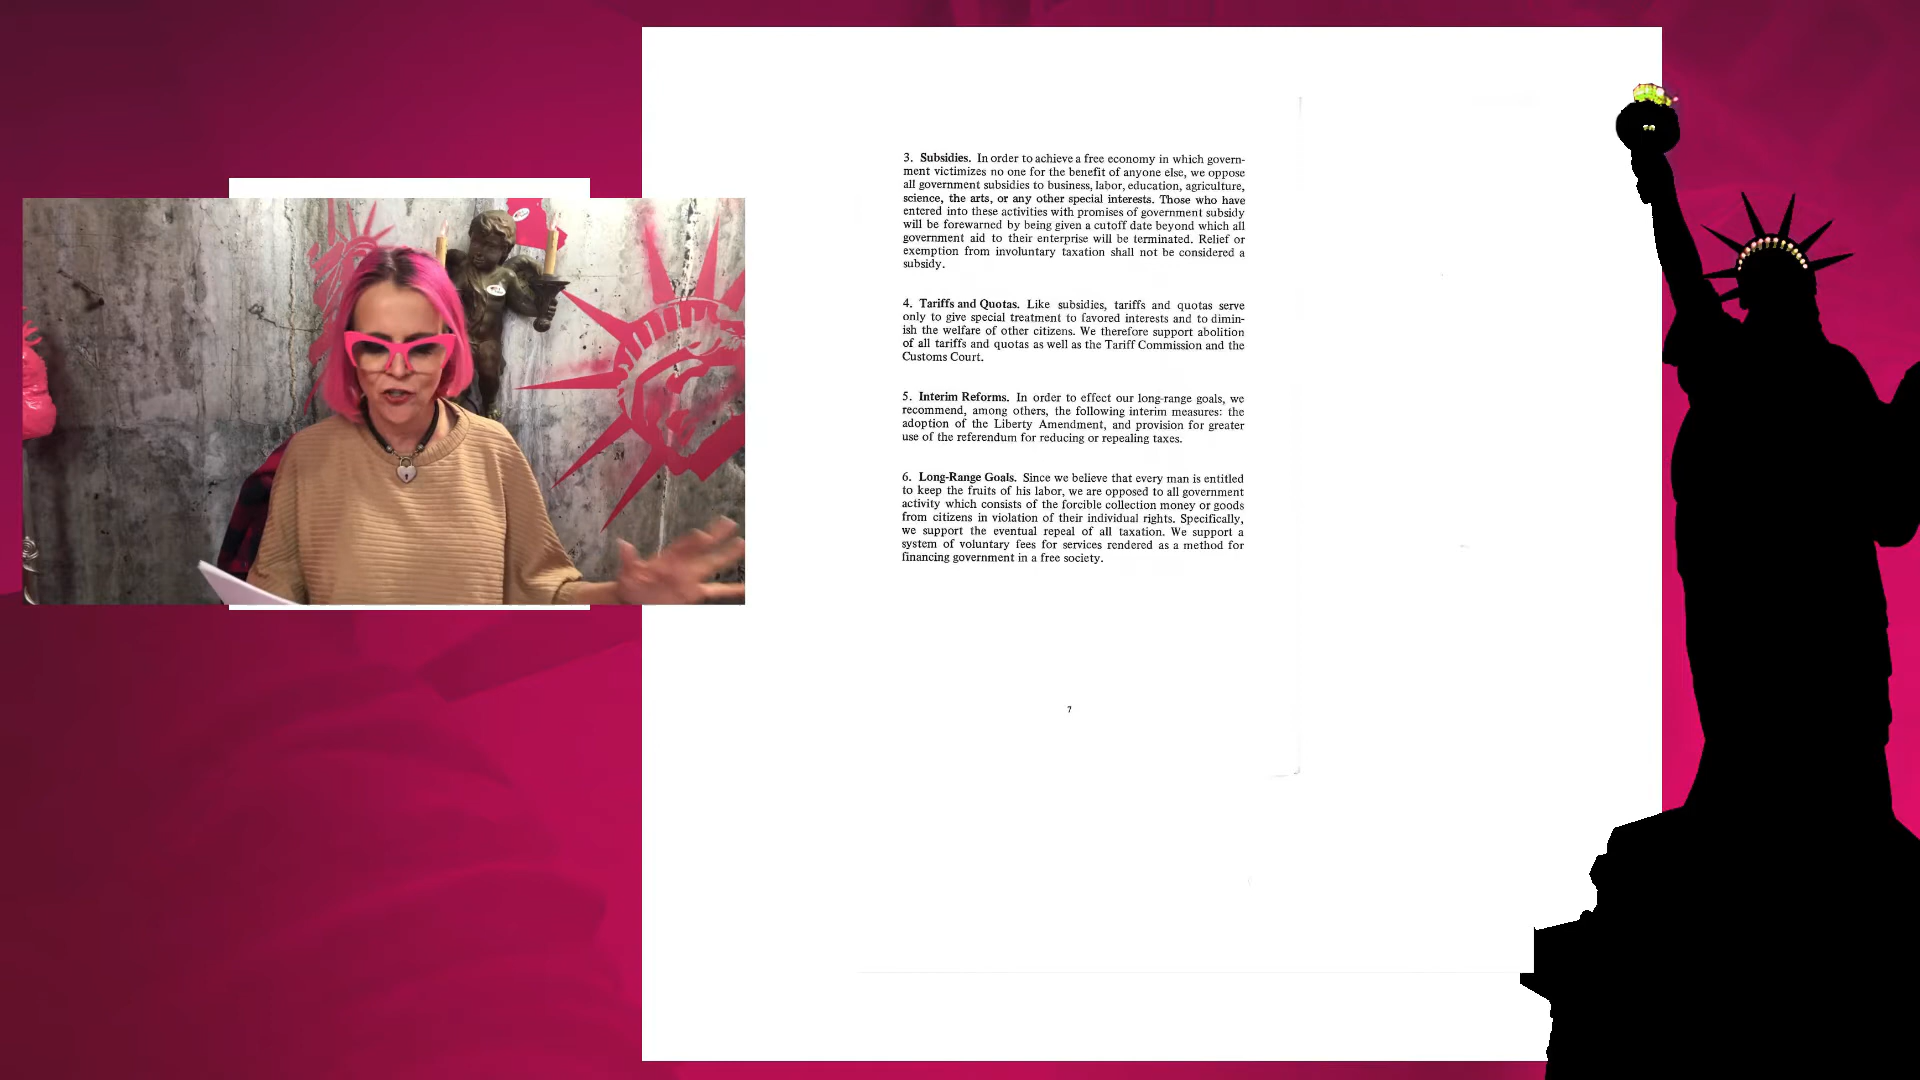 3. Subsidies. In order to achieve a free economy in which govern-
ment victimizes no one for the benefit of anyone else, we oppose
all government subsidies to business, labor, education, agriculture,
science, the arts, or any other special interests. Those who have
entered into these activities with promises of government subsidy
will be forewarned by being given a cutoff date beyond which all
government aid to their enterprise will be terminated. Relief or
exemption from involuntary taxation shall not be considered a
subsidy.
4. Tariffs and Quotas. Like subsidies, tariffs and quotas serve
only to give special treatment to favored interests and to dimin-
ish the welfare of other citizens. We therefore support abolition
of all tariffs and quotas as well as the Tariff Commission and the
Customs Court.
5. Interim Reforms. In order to effect our long-range goals, we
recommend, among others, the following interim measures: the
adoption of the Liberty Amendment, and provision for greater
use of the referendum for reducing or repealing taxes.
6. Long-Range Goals. Since we believe that every man is entitled
to keep the fruits of his labor, we are opposed to all government
activity which consists of the forcible collection money or goods
from citizens in violation of their individual rights. Specifically,
we support the eventual repeal of all taxation. We support a
system of voluntary fees for services rendered as a method for
financing government in a free society.
7